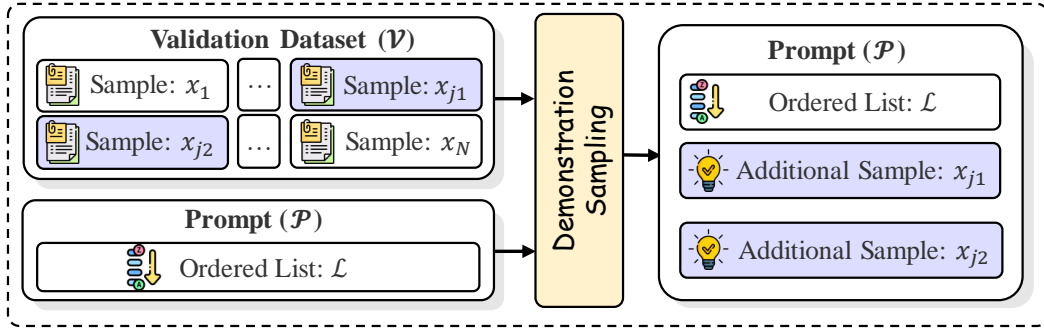 Validation Dataset (𝒱)
Sample: x₁ ... Sample: xⱼ₁
Sample: xⱼ₂ ... Sample: x_N
Prompt (𝒫)
Ordered List: ℒ
Demonstration
Sampling
Prompt (𝒫)
Z
A
Ordered List: ℒ
Additional Sample: xⱼ₁
Additional Sample: xⱼ₂